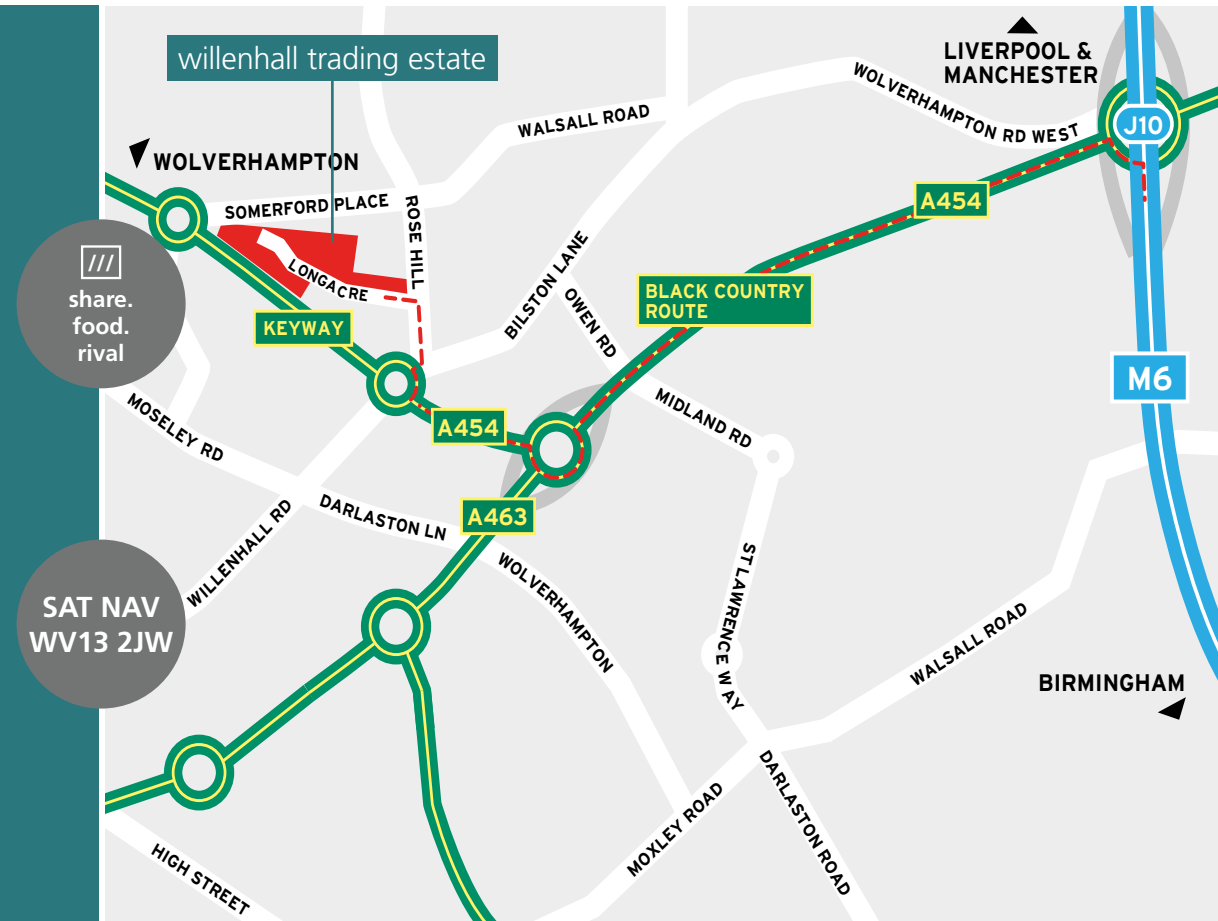 willenhall trading estate
LIVERPOOL &
MANCHESTER
WOLVERHAMPTON RD WEST
J10
WALSALL ROAD
WOLVERHAMPTON
SOMERFORD PLACE
ROSE HILL
A454
LONGACRE
BILSTON LANE
BLACK COUNTRY
ROUTE
///
share.
food.
rival
KEYWAY
OWEN RD
M6
MOSELEY RD
A454
MIDLAND RD
A463
DARLASTON LN
WILLENHALL RD
WOLVERHAMPTON
ST LAWRENCE WAY
SAT NAV
WV13 2JW
WALSALL ROAD
BIRMINGHAM
DARLASTON ROAD
MOXLEY ROAD
HIGH STREET